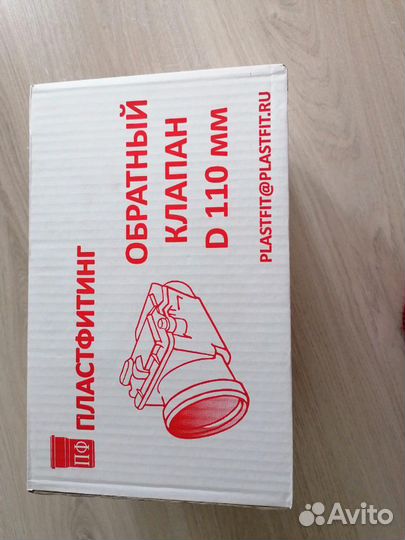 ПФ
ПЛАСТФИТИНГ
ОБРАТНЫЙ
КЛАПАН
D 110 мм
PLASTFIT@PLASTFIT.RU
Avito